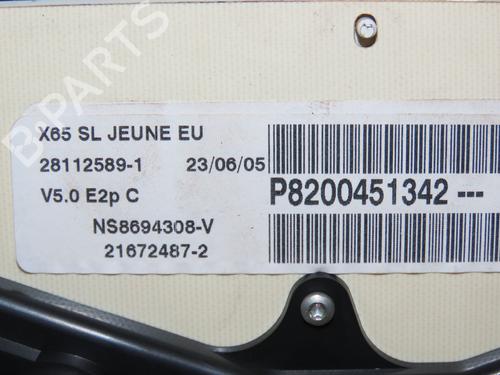 B-PARTS
X65 SL JEUNE EU
28112589-1 23/06/05
V5.0 E2p C P8200451342 ---
NS8694308-V
21672487-2